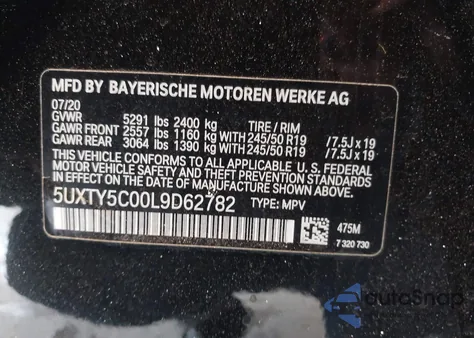 MFD BY BAYERISCHE MOTOREN WERKE AG
07/20
GVWR 5291 lbs 2400 kg TIRE / RIM
GAWR FRONT 2557 lbs 1160 kg WITH 245/50 R19 /7.5J x 19
GAWR REAR 3064 lbs 1390 kg WITH 245/50 R19 /7.5J x 19
THIS VEHICLE CONFORMS TO ALL APPLICABLE U.S. FEDERAL
MOTOR VEHICLE SAFETY AND THEFT PREVENTION STANDARDS
IN EFFECT ON THE DATE OF MANUFACTURE SHOWN ABOVE.
5UXTY5C00L9D62782 TYPE: MPV
475M
7 320 730
autoSnap